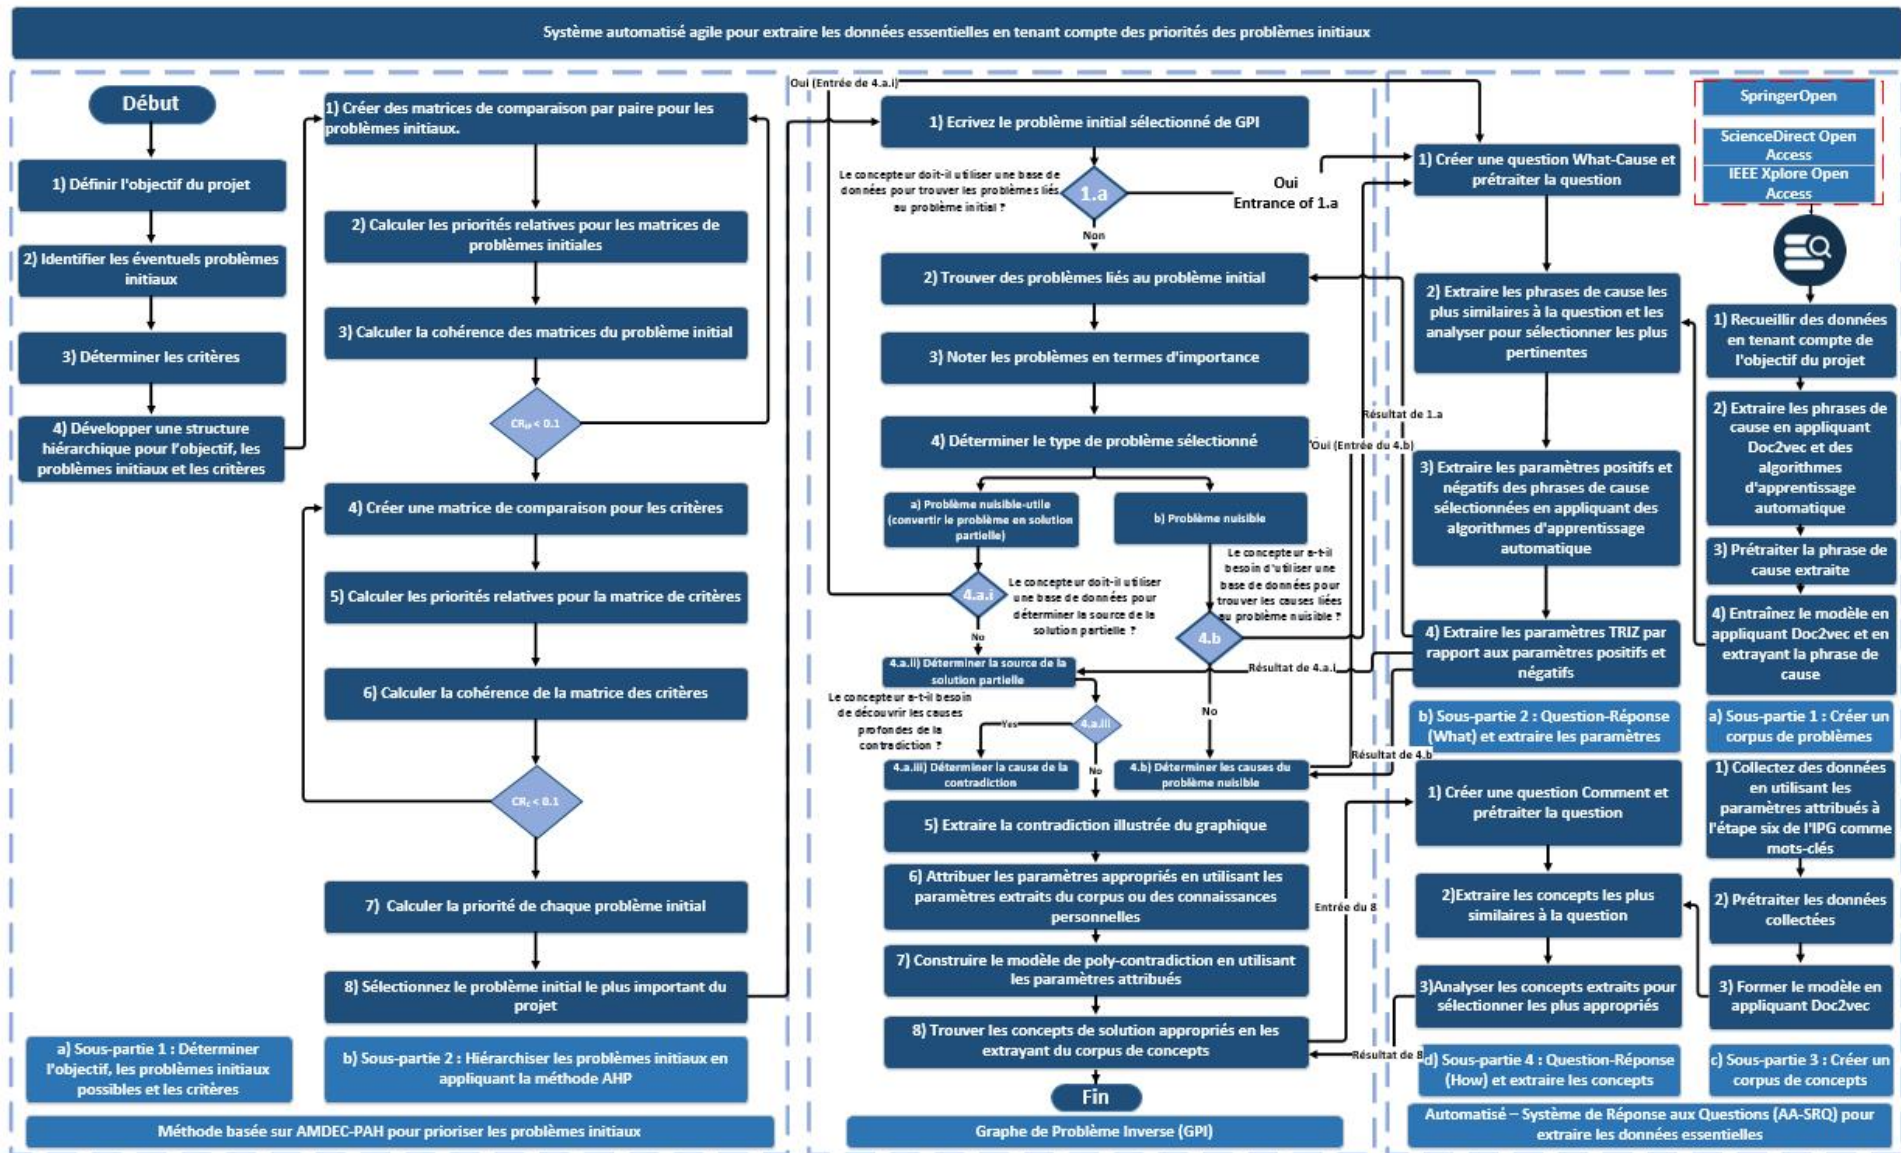 Système automatisé agile pour extraire les données essentielles en tenant compte des priorités des problèmes initiaux
Début
1) Définir l'objectif du projet
2) Identifier les éventuels problèmes
initiaux
3) Déterminer les critères
4) Développer une structure
hiérarchique pour l'objectif, les
problèmes initiaux et les critères
a) Sous-partie 1 : Déterminer
l'objectif, les problèmes initiaux
possibles et les critères
1) Créer des matrices de comparaison par paire pour les
problèmes initiaux.
2) Calculer les priorités relatives pour les matrices de
problèmes initiales
3) Calculer la cohérence des matrices du problème initial
CRIP < 0.1
4) Créer une matrice de comparaison pour les critères
5) Calculer les priorités relatives pour la matrice de critères
6) Calculer la cohérence de la matrice des critères
CRc < 0.1
7) Calculer la priorité de chaque problème initial
8) Sélectionnez le problème initial le plus important du
projet
b) Sous-partie 2 : Hiérarchiser les problèmes initiaux en
appliquant la méthode AHP
Méthode basée sur AMDEC-PAH pour prioriser les problèmes initiaux
Oui (Entrée de 4.a.i)
1) Ecrivez le problème initial sélectionné de GPI
Le concepteur doit-il utiliser une base de
données pour trouver les problèmes liés
au problème initial ?
1.a
Oui
Entrance of 1.a
Non
2) Trouver des problèmes liés au problème initial
3) Noter les problèmes en termes d'importance
4) Déterminer le type de problème sélectionné
Résultat de 1.a
Oui (Entrée du 4.b)
a) Problème nuisible-utile
(convertir le problème en solution
partielle)
b) Problème nuisible
4.a.i
Le concepteur doit-il utiliser
une base de données pour
déterminer la source de la
solution partielle ?
Le concepteur a-t-il
besoin d'utiliser une
base de données pour
trouver les causes liées
au problème nuisible ?
4.b
No
4.a.ii) Déterminer la source de la
solution partielle
Résultat de 4.a.i
Le concepteur a-t-il besoin
de découvrir les causes
profondes de la
contradiction ?
4.a.iii
Yes
No
No
4.a.iii) Déterminer la cause de la
contradiction
4.b) Déterminer les causes du
problème nuisible
Résultat de 4.b
5) Extraire la contradiction illustrée du graphique
6) Attribuer les paramètres appropriés en utilisant les
paramètres extraits du corpus ou des connaissances
personnelles
7) Construire le modèle de poly-contradiction en utilisant
les paramètres attribués
8) Trouver les concepts de solution appropriés en les
extrayant du corpus de concepts
Entrée du 8
Résultat de 8
Fin
Graphe de Problème Inverse (GPI)
1) Créer une question What-Cause et
prétraiter la question
2) Extraire les phrases de cause les
plus similaires à la question et les
analyser pour sélectionner les plus
pertinentes
3) Extraire les paramètres positifs et
négatifs des phrases de cause
sélectionnées en appliquant des
algorithmes d'apprentissage
automatique
4) Extraire les paramètres TRIZ par
rapport aux paramètres positifs et
négatifs
b) Sous-partie 2 : Question-Réponse
(What) et extraire les paramètres
1) Créer une question Comment et
prétraiter la question
2)Extraire les concepts les plus
similaires à la question
3)Analyser les concepts extraits pour
sélectionner les plus appropriés
d) Sous-partie 4 : Question-Réponse
(How) et extraire les concepts
SpringerOpen
ScienceDirect Open
Access
IEEE Xplore Open
Access
1) Recueillir des données
en tenant compte de
l'objectif du projet
2) Extraire les phrases de
cause en appliquant
Doc2vec et des
algorithmes
d'apprentissage
automatique
3) Prétraiter la phrase de
cause extraite
4) Entraînez le modèle en
appliquant Doc2vec et en
extrayant la phrase de
cause
a) Sous-partie 1 : Créer un
corpus de problèmes
1) Collectez des données
en utilisant les
paramètres attribués à
l'étape six de l'IPG comme
mots-clés
2) Prétraiter les données
collectées
3) Former le modèle en
appliquant Doc2vec
c) Sous-partie 3 : Créer un
corpus de concepts
Automatisé – Système de Réponse aux Questions (AA-SRQ) pour
extraire les données essentielles